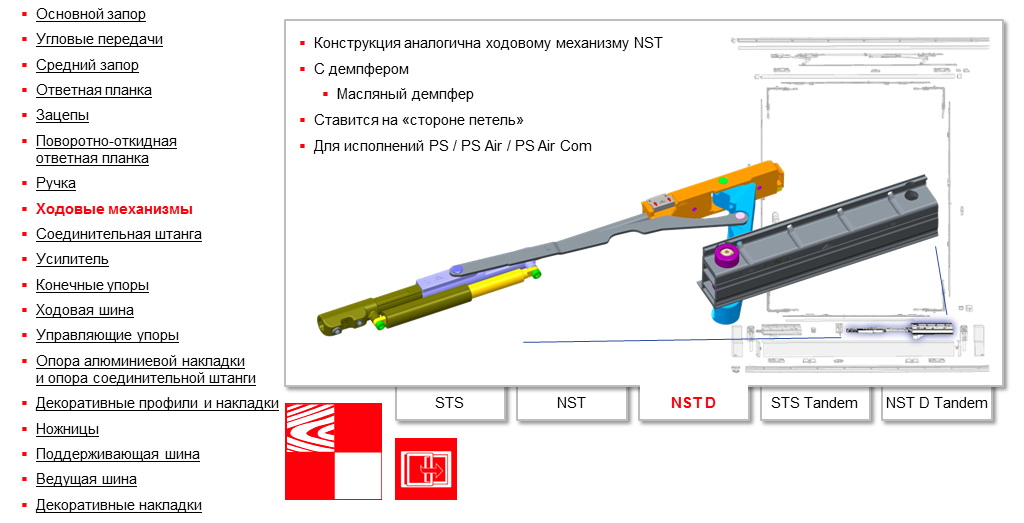 Основной запор
Угловые передачи
Средний запор
Ответная планка
Зацепы
Поворотно-откидная
ответная планка
Ручка
Ходовые механизмы
Соединительная штанга
Усилитель
Конечные упоры
Ходовая шина
Управляющие упоры
Опора алюминиевой накладки
и опора соединительной штанги
Декоративные профили и накладки
Ножницы
Поддерживающая шина
Ведущая шина
Декоративные накладки
Конструкция аналогична ходовому механизму NST
С демпфером
Масляный демпфер
Ставится на «стороне петель»
Для исполнений PS / PS Air / PS Air Com
STS
NST
NST D
STS Tandem
NST D Tandem